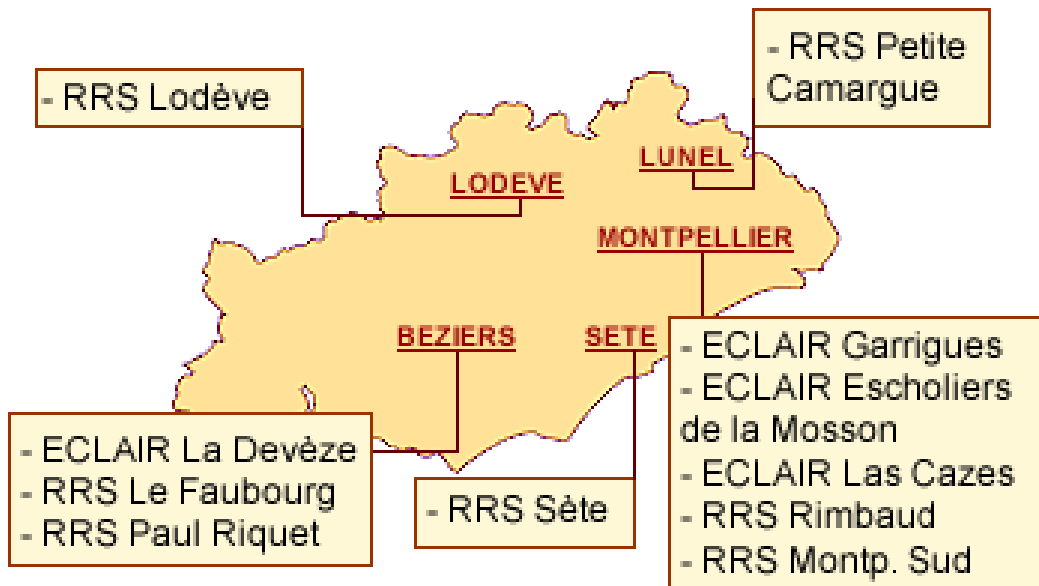 - RRS Petite
Camargue
- RRS Lodève
LUNEL
LODEVE
MONTPELLIER
BEZIERS
SETE
- ECLAIR Garrigues
- ECLAIR Escholiers
de la Mosson
- ECLAIR Las Cazes
- RRS Rimbaud
- RRS Montp. Sud
- ECLAIR La Devèze
- RRS Le Faubourg
- RRS Paul Riquet
- RRS Sète